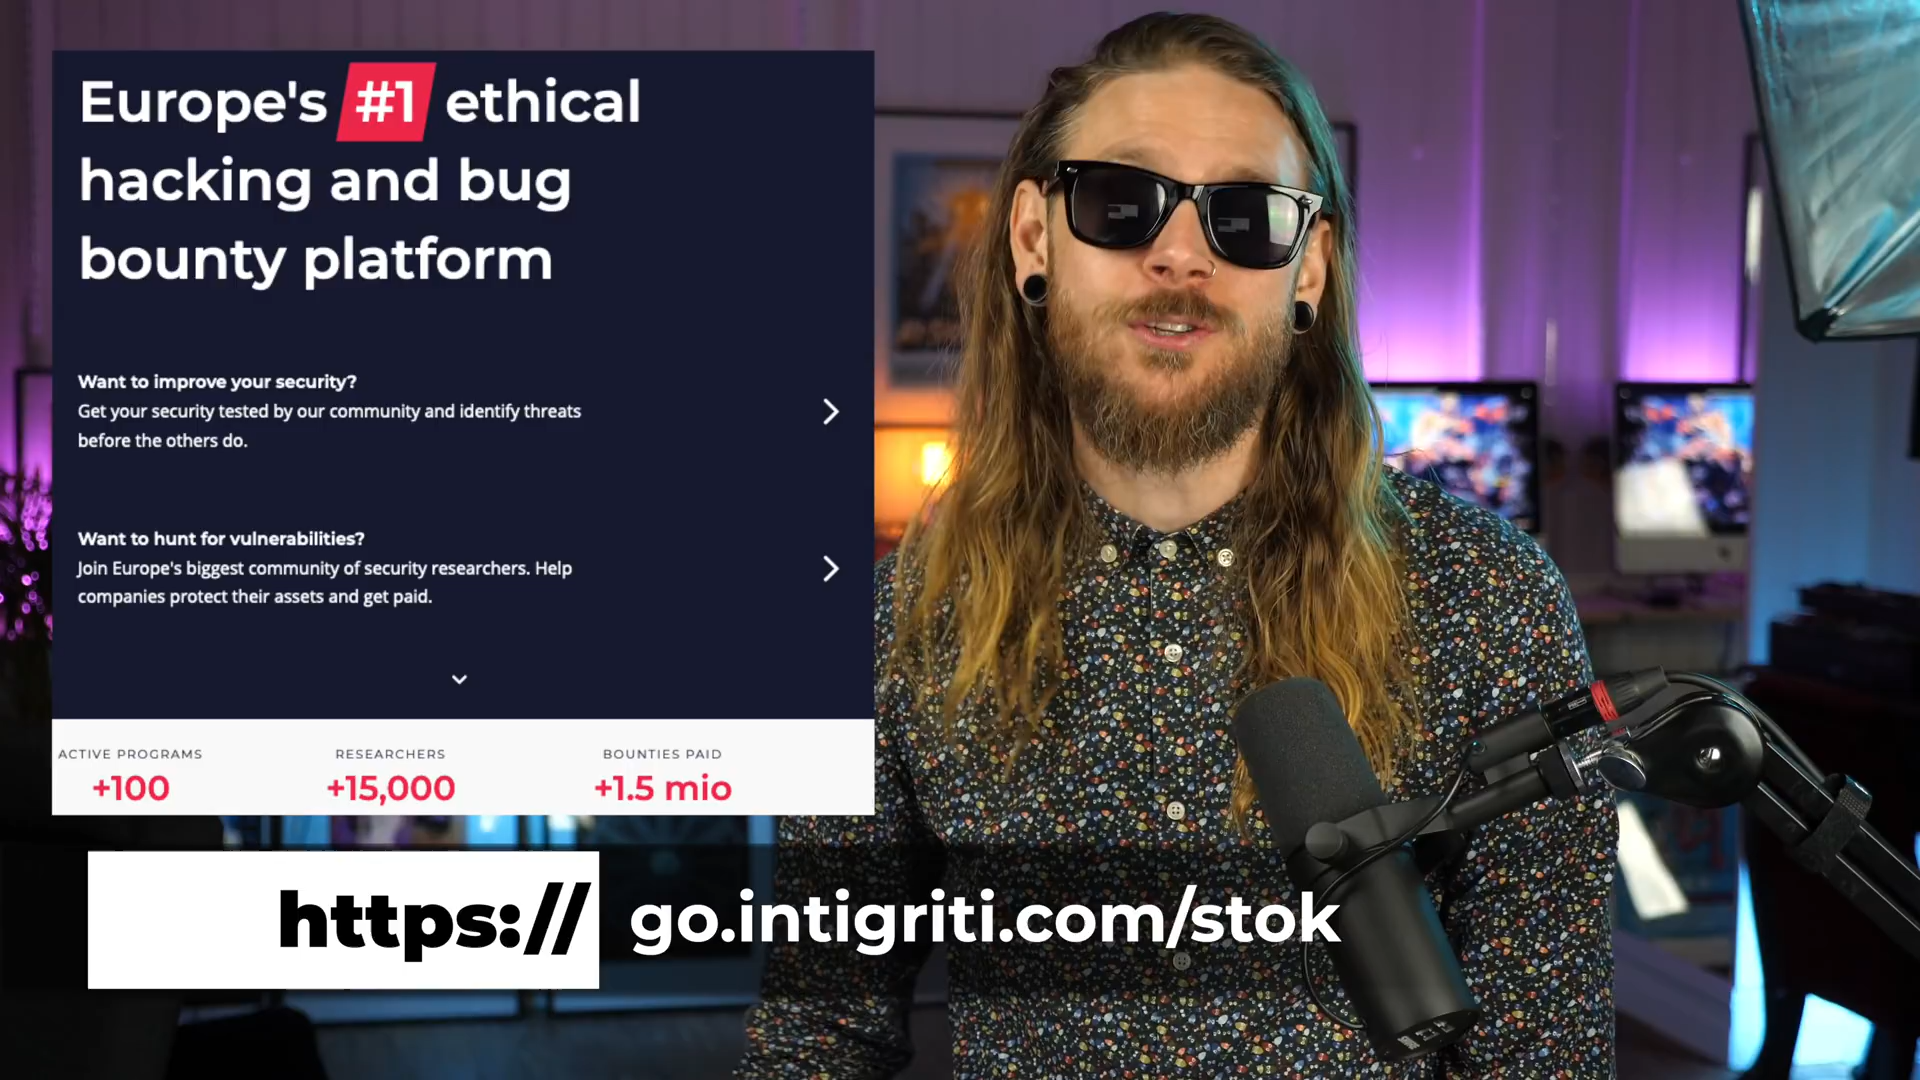 Europe's #1 ethical
hacking and bug
bounty platform
Want to improve your security?
Get your security tested by our community and identify threats
before the others do.
Want to hunt for vulnerabilities?
Join Europe's biggest community of security researchers. Help
companies protect their assets and get paid.
ACTIVE PROGRAMS RESEARCHERS BOUNTIES PAID
+100 +15,000 +1.5 mio
https:// go.intigriti.com/stok